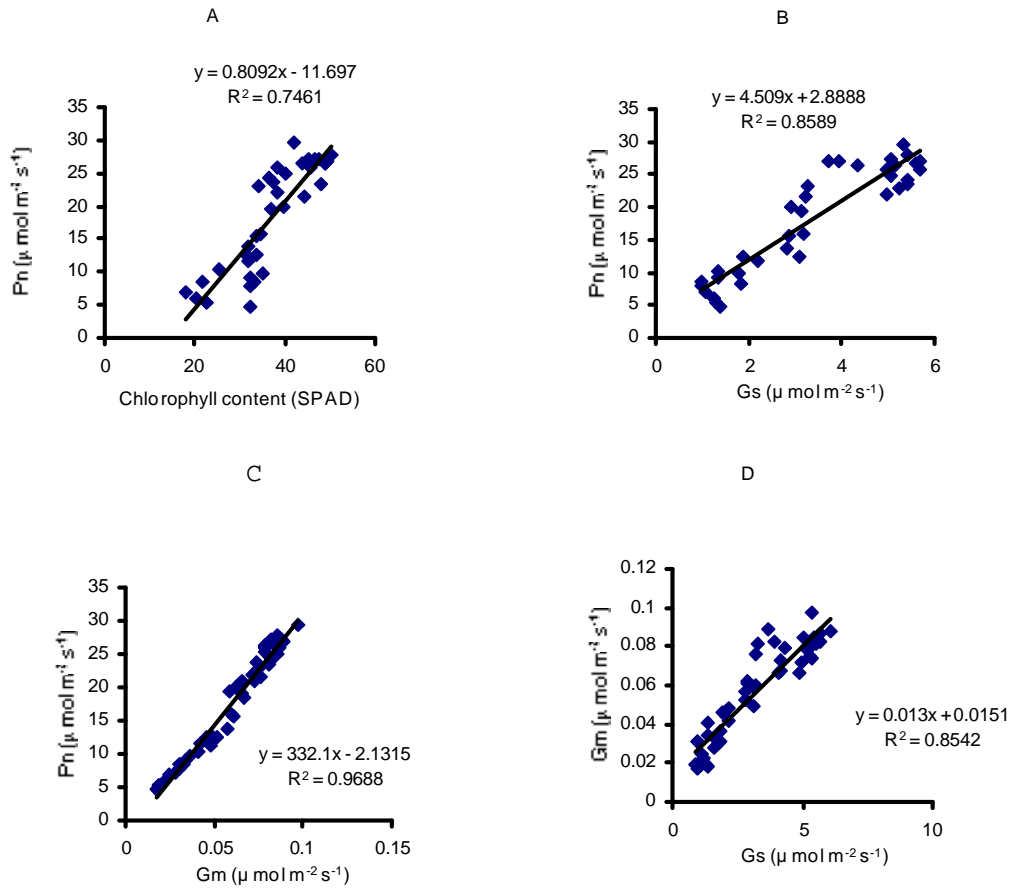 A
y = 0.8092x - 11.697
R² = 0.7461
35
30
25
20
15
10
5
0
0 20 40 60
Pn (µ mol m⁻² s⁻¹)
Chlorophyll content (SPAD)
B
y = 4.509x + 2.8888
R² = 0.8589
35
30
25
20
15
10
5
0
0 2 4 6
Pn (µ mol m⁻² s⁻¹)
Gs (µ mol m⁻² s⁻¹)
C
35
30
25
20
15
10
5
0
0 0.05 0.1 0.15
y = 332.1x - 2.1315
R² = 0.9688
Pn (µ mol m⁻² s⁻¹)
Gm (µ mol m⁻² s⁻¹)
D
0.12
0.1
0.08
0.06
0.04
0.02
0
0 5 10
y = 0.013x + 0.0151
R² = 0.8542
Gm (µ mol m⁻² s⁻¹)
Gs (µ mol m⁻² s⁻¹)